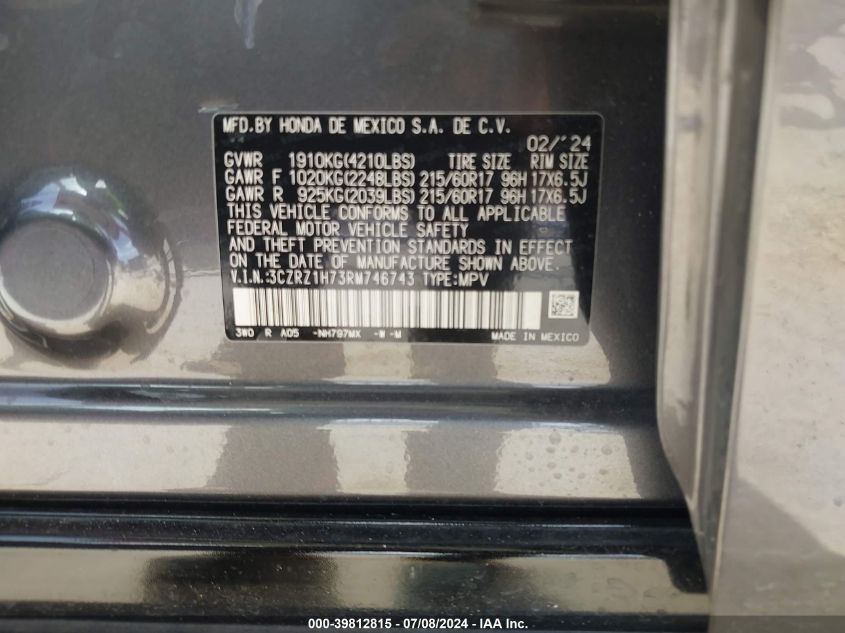 MFD.BY HONDA DE MEXICO S.A. DE C.V.
02/'24
GVWR 1910KG(4210LBS) TIRE SIZE RIM SIZE
GAWR F 1020KG(2248LBS) 215/60R17 96H 17X6.5J
GAWR R 925KG(2039LBS) 215/60R17 96H 17X6.5J
THIS VEHICLE CONFORMS TO ALL APPLICABLE
FEDERAL MOTOR VEHICLE SAFETY
AND THEFT PREVENTION STANDARDS IN EFFECT
ON THE DATE OF MANUFACTURE SHOWN ABOVE.
V.I.N.:3CZRZ1H73RM746743 TYPE:MPV
3W0 R A05 -NH797MX -W -M MADE IN MEXICO
000-39812815 - 07/08/2024 - IAA Inc.